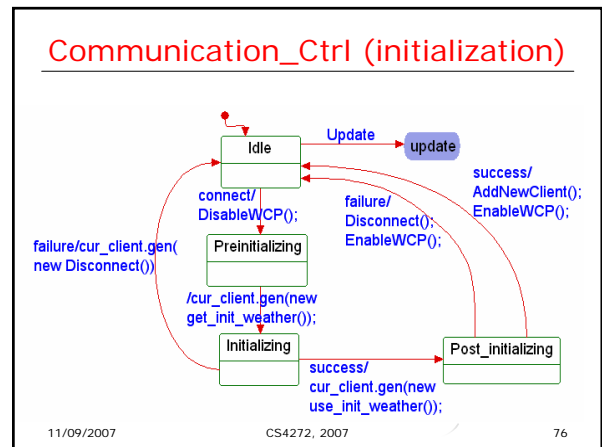 Communication_Ctrl (initialization)
Idle
Update
update
connect/
DisableWCP();
failure/
Disconnect();
EnableWCP();
success/
AddNewClient();
EnableWCP();
failure/cur_client.gen(
new Disconnect())
Preinitializing
/cur_client.gen(new
get_init_weather());
Initializing
success/
cur_client.gen(new
use_init_weather());
Post_initializing
11/09/2007
CS4272, 2007
76